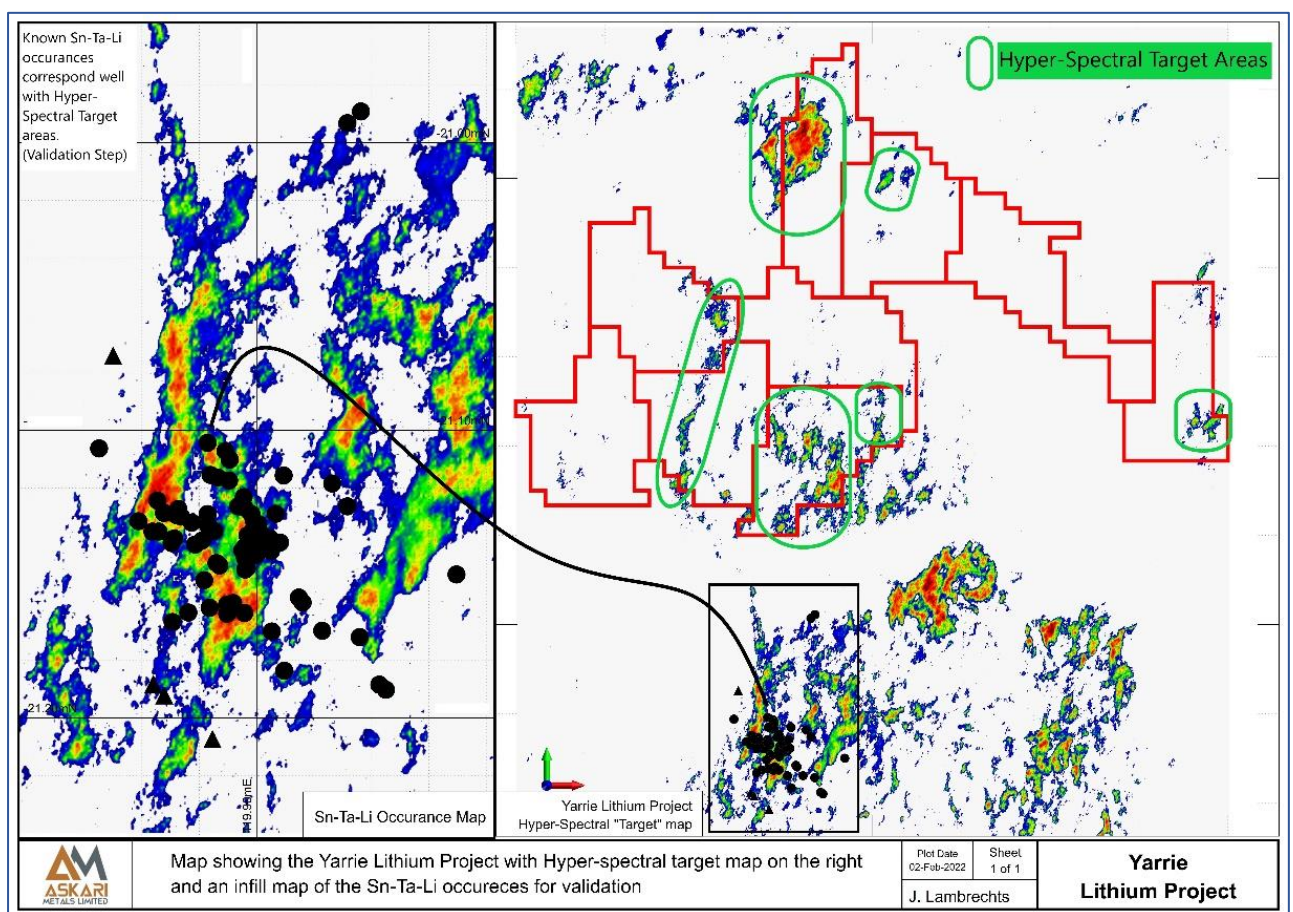 Known Sn-Ta-Li
occurances
correspond well
with Hyper-
Spectral Target
areas.
(Validation Step)
-21.00mN
-21.10mN
Sn-Ta-Li Occurance Map
Hyper-Spectral Target Areas
Yarrie Lithium Project
Hyper-Spectral "Target" map
AM
ASKARI
METALS LIMITED
Map showing the Yarrie Lithium Project with Hyper-spectral target map on the right
and an infill map of the Sn-Ta-Li occureces for validation
Plot Date
02-Feb-2022
Sheet
1 of 1
J. Lambrechts
Yarrie
Lithium Project